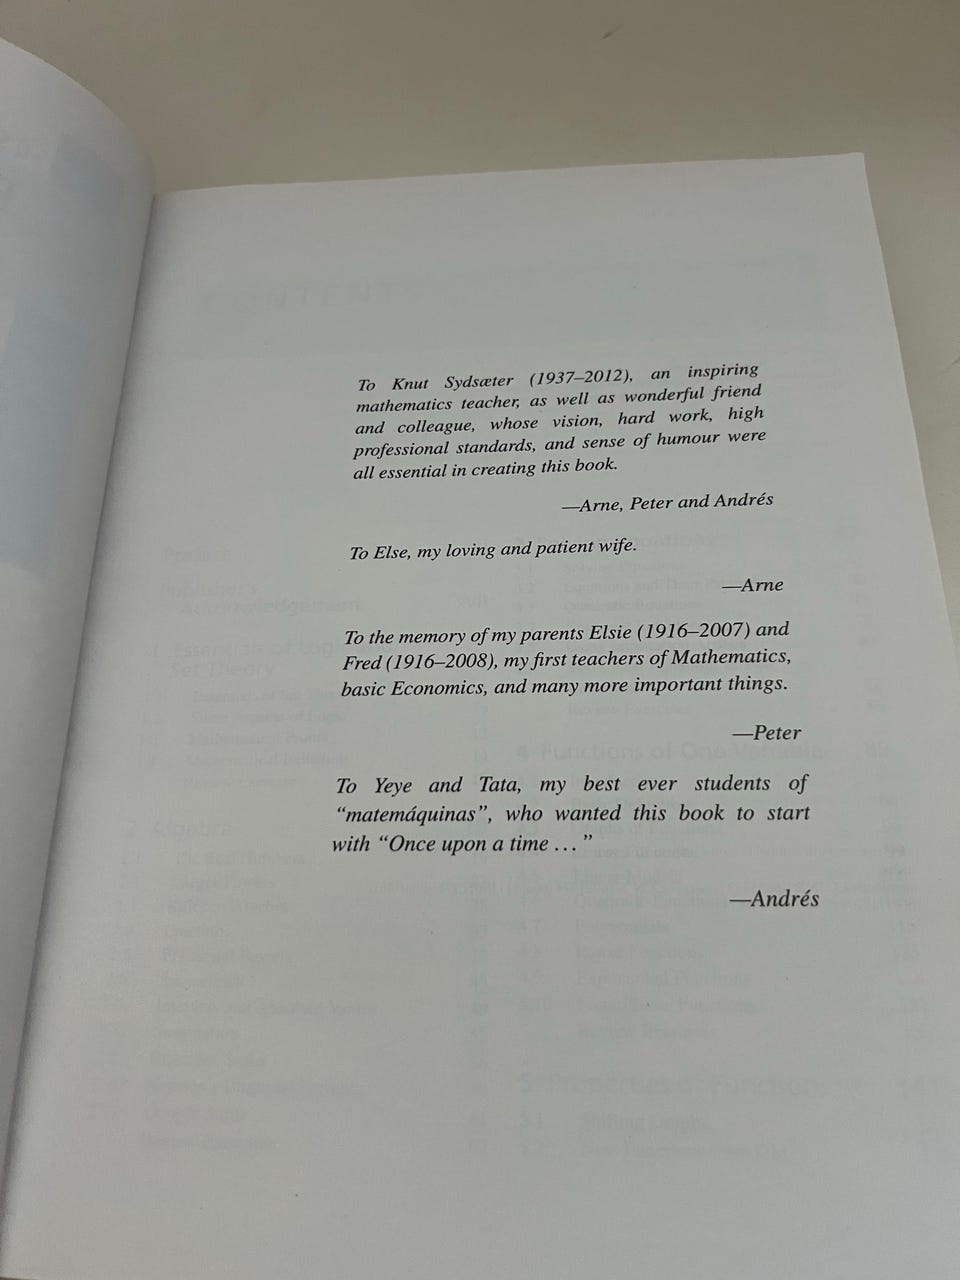 To Knut Sydsæter (1937–2012), an inspiring
mathematics teacher, as well as wonderful friend
and colleague, whose vision, hard work, high
professional standards, and sense of humour were
all essential in creating this book.
—Arne, Peter and Andrés
To Else, my loving and patient wife.
—Arne
To the memory of my parents Elsie (1916–2007) and
Fred (1916–2008), my first teachers of Mathematics,
basic Economics, and many more important things.
—Peter
To Yeye and Tata, my best ever students of
“matemáquinas”, who wanted this book to start
with “Once upon a time . . . ”
—Andrés